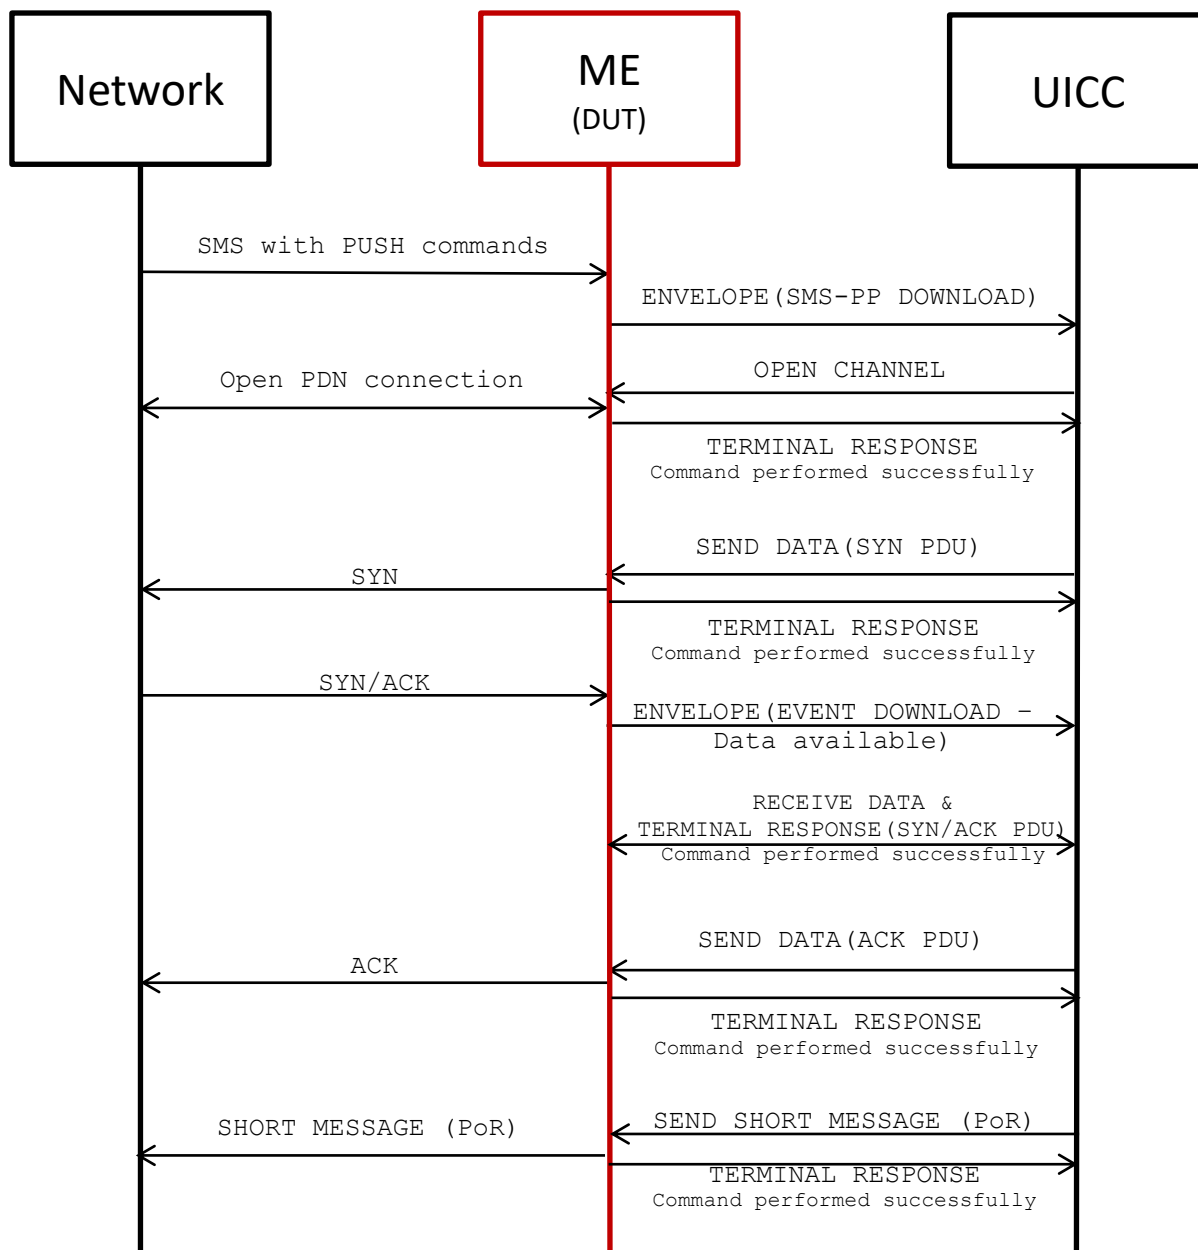 Network
ME
(DUT)
UICC
SMS with PUSH commands
ENVELOPE(SMS-PP DOWNLOAD)
OPEN CHANNEL
Open PDN connection
TERMINAL RESPONSE
Command performed successfully
SEND DATA(SYN PDU)
SYN
TERMINAL RESPONSE
Command performed successfully
SYN/ACK
ENVELOPE(EVENT DOWNLOAD –
Data available)
RECEIVE DATA &
TERMINAL RESPONSE(SYN/ACK PDU)
Command performed successfully
SEND DATA(ACK PDU)
ACK
TERMINAL RESPONSE
Command performed successfully
SEND SHORT MESSAGE (PoR)
SHORT MESSAGE (PoR)
TERMINAL RESPONSE
Command performed successfully